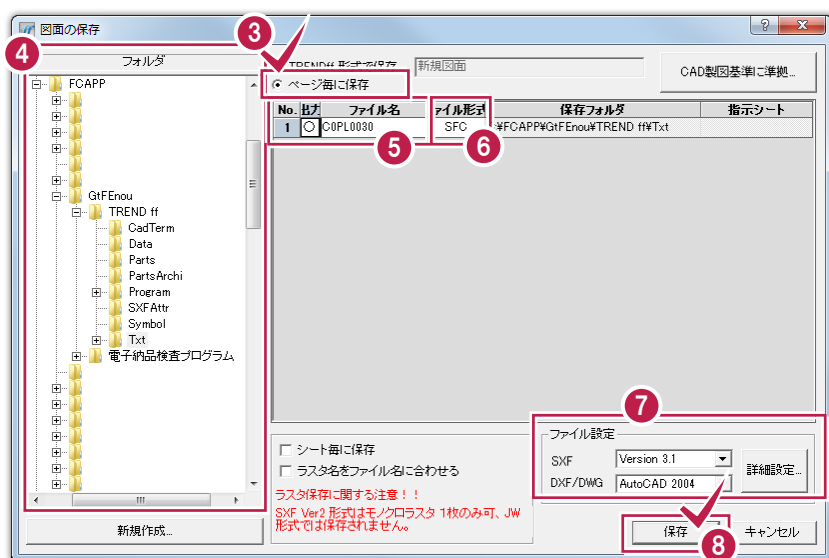 図面の保存
3
4
フォルダ
TRENDff 形式で保存
新規図面
CAD製図基準に準拠...
ページ毎に保存
FCAPP
GtFEnou
TREND ff
CadTerm
Data
Parts
PartsArchi
Program
SXFAttr
Symbol
Txt
電子納品検査プログラム
新規作成...
No. 出力 ファイル名 ァイル形式 保存フォルダ 指示シート
1 ○ C0PL0030 SFC ¥FCAPP¥GtFEnou¥TREND ff¥Txt
5
6
シート毎に保存
ラスタ名をファイル名に合わせる
ラスタ保存に関する注意!!
SXF Ver2 形式はモノクロラスタ 1枚のみ可、JW
形式では保存されません。
7
ファイル設定
SXF Version 3.1
DXF/DWG AutoCAD 2004
詳細設定...
保存
キャンセル
8